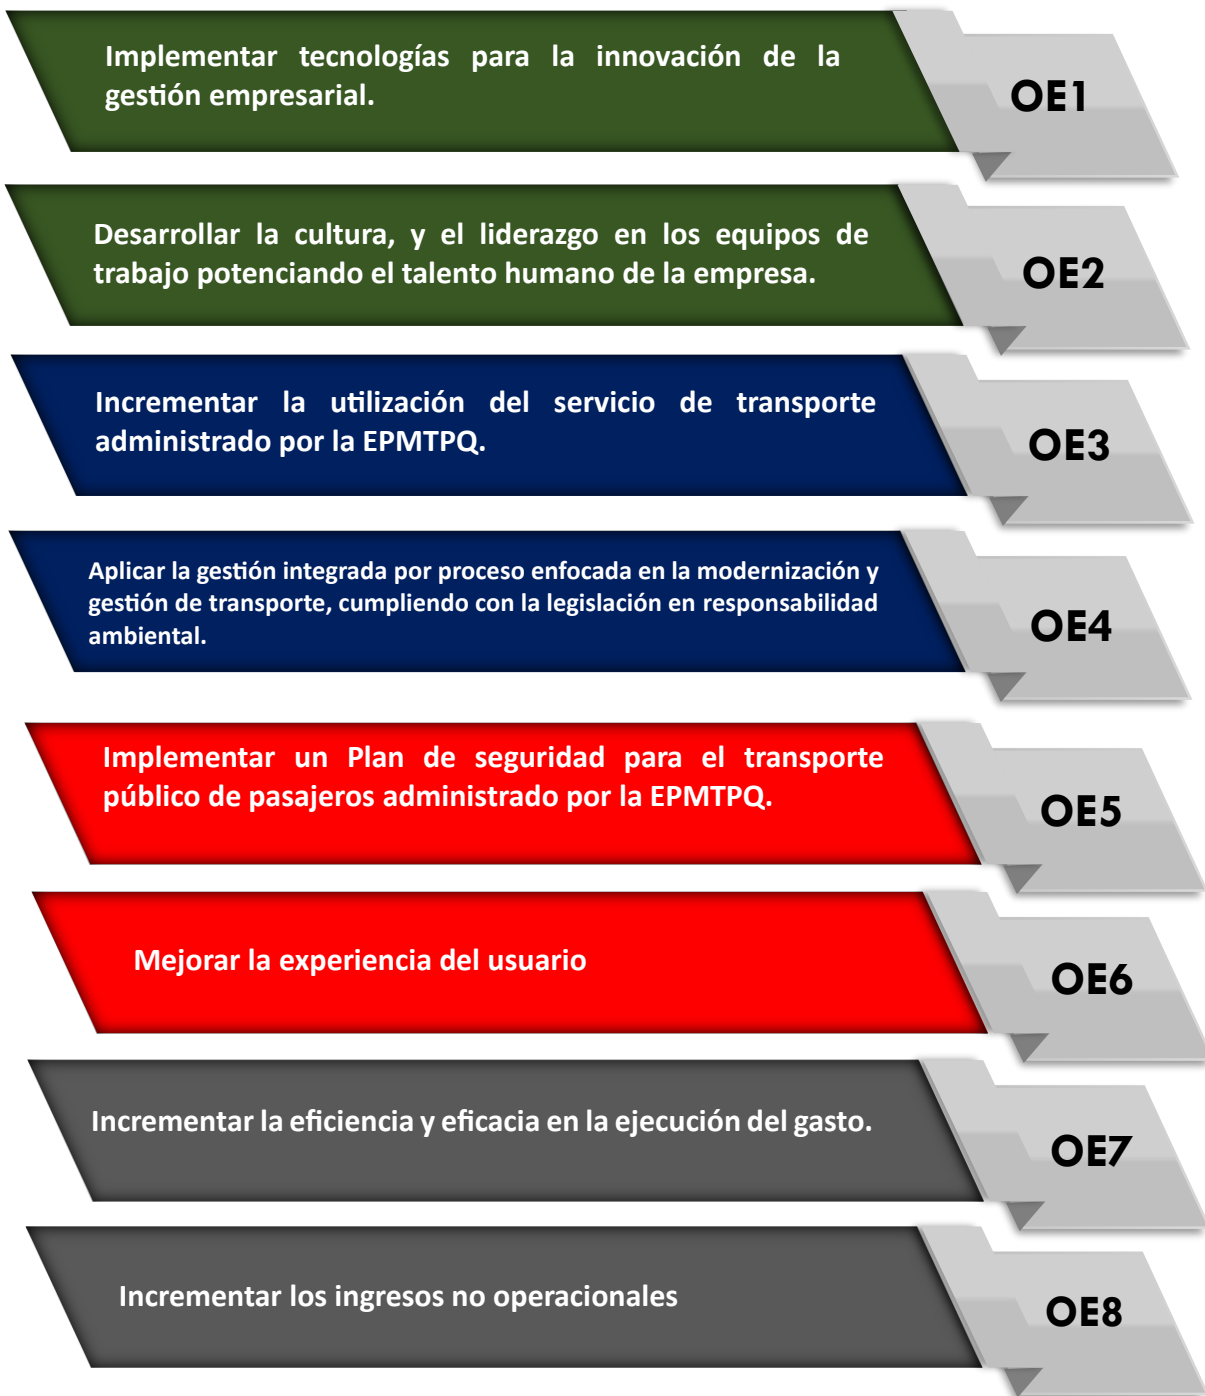 Implementar tecnologías para la innovación de la
gestión empresarial.
OE1
Desarrollar la cultura, y el liderazgo en los equipos de
trabajo potenciando el talento humano de la empresa.
OE2
Incrementar la utilización del servicio de transporte
administrado por la EPMTPQ.
OE3
Aplicar la gestión integrada por proceso enfocada en la modernización y
gestión de transporte, cumpliendo con la legislación en responsabilidad
ambiental.
OE4
Implementar un Plan de seguridad para el transporte
público de pasajeros administrado por la EPMTPQ.
OE5
Mejorar la experiencia del usuario
OE6
Incrementar la eficiencia y eficacia en la ejecución del gasto.
OE7
Incrementar los ingresos no operacionales
OE8